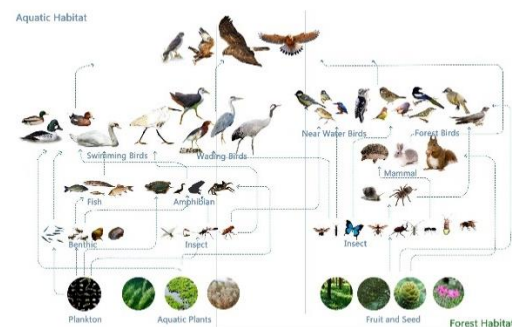 Aquatic Habitat
Near Water Birds
Forest Birds
Swimming Birds
Wading Birds
Mammal
Fish
Amphibian
Benthic
Insect
Insect
Plankton
Aquatic Plants
Fruit and Seed
Forest Habitat